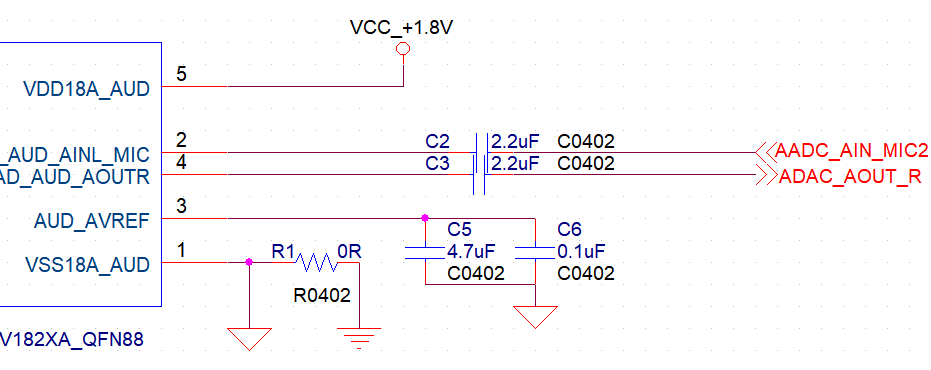 VCC_+1.8V
VDD18A_AUD 5
_AUD_AINL_MIC 2 C2 2.2uF C0402 AADC_AIN_MIC2
AD_AUD_AOUTR 4 C3 2.2uF C0402 ADAC_AOUT_R
AUD_AVREF 3
C5 C6
4.7uF 0.1uF
C0402 C0402
VSS18A_AUD 1 R1 0R
R0402
V182XA_QFN88